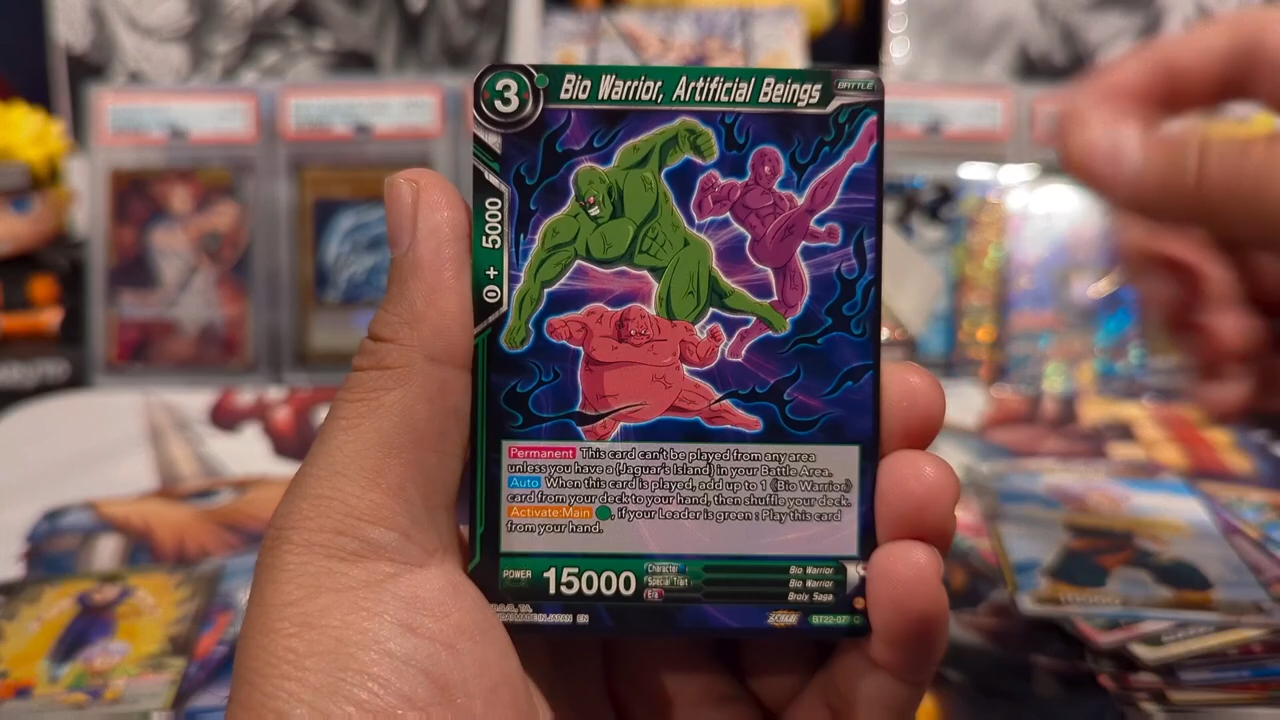 3
Bio Warrior, Artificial Beings
BATTLE
0 + 5000
Permanent This card can't be played from any area
unless you have a {Jaguar's Island} in your Battle Area.
Auto When this card is played, add up to 1 《Bio Warrior》
card from your deck to your hand, then shuffle your deck.
Activate:Main , if your Leader is green : Play this card
from your hand.
POWER 15000
Character Bio Warrior
Special Trait Bio Warrior
Era Broly Saga
MADE IN JAPAN EN
C